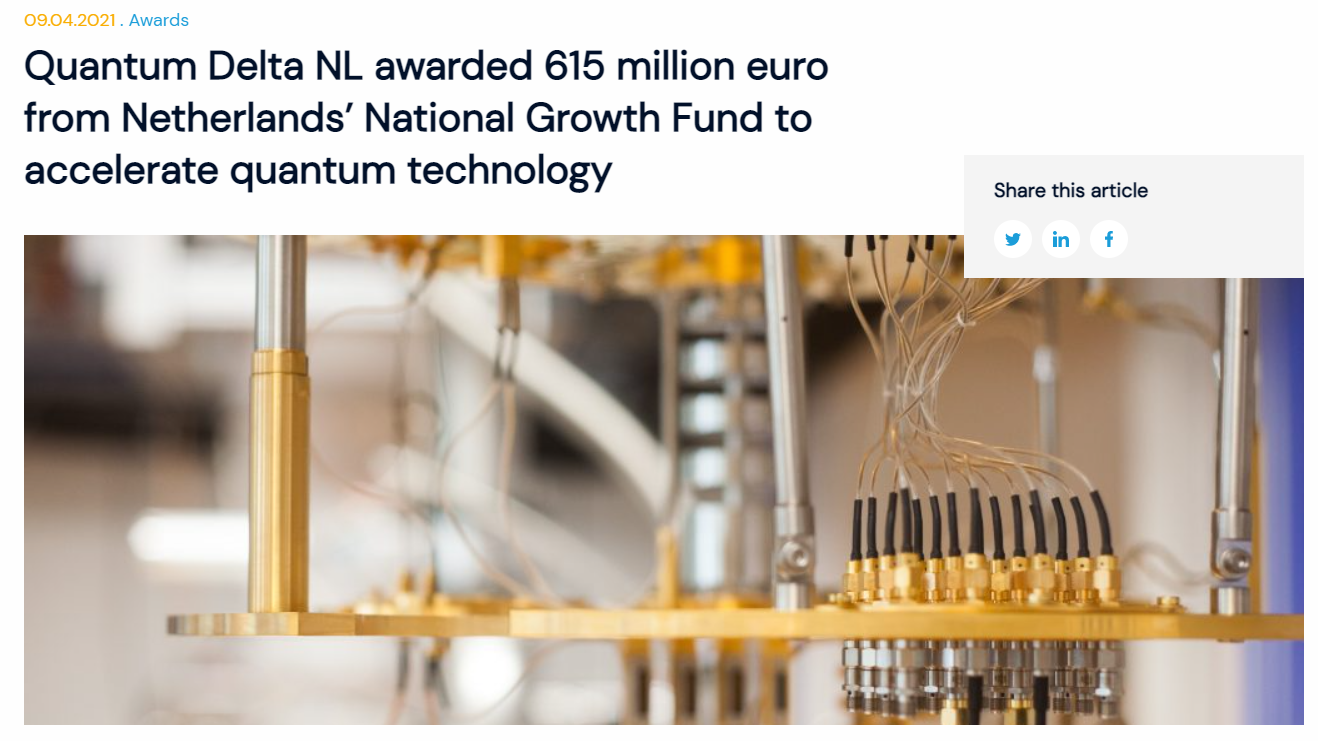 09.04.2021 . Awards
Quantum Delta NL awarded 615 million euro
from Netherlands’ National Growth Fund to
accelerate quantum technology
Share this article